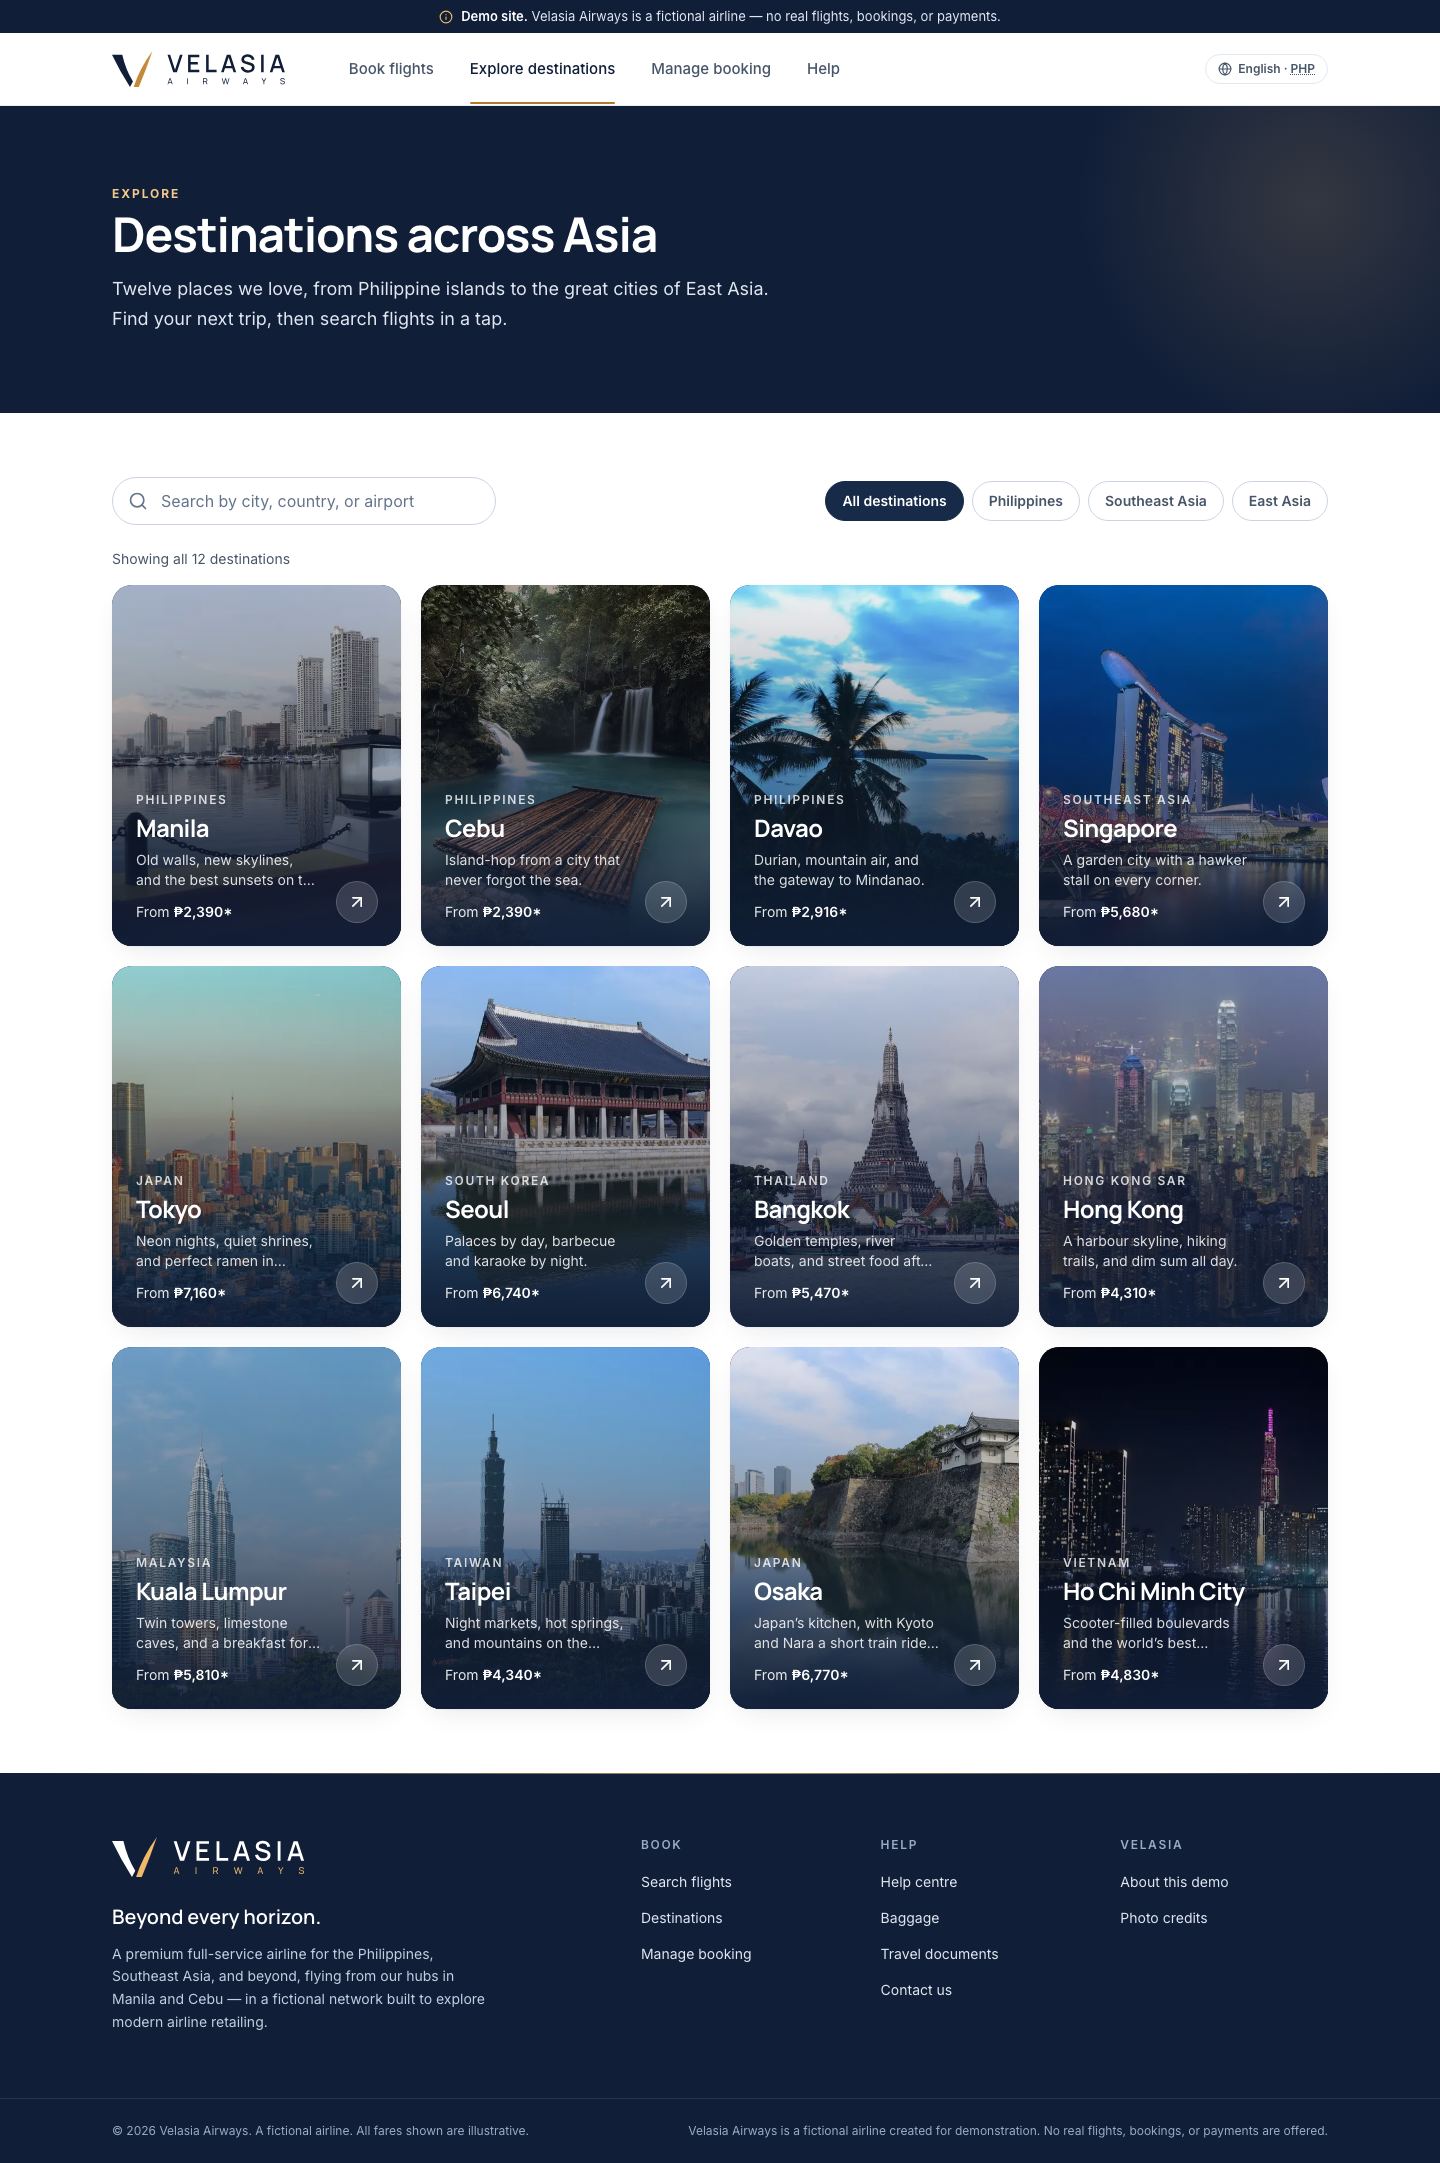 Demo site. Velasia Airways is a fictional airline — no real flights, bookings, or payments.
VELASIA
AIRWAYS
Book flights
Explore destinations
Manage booking
Help
English · PHP
EXPLORE
Destinations across Asia
Twelve places we love, from Philippine islands to the great cities of East Asia.
Find your next trip, then search flights in a tap.
Search by city, country, or airport
All destinations
Philippines
Southeast Asia
East Asia
Showing all 12 destinations
PHILIPPINES
Manila
Old walls, new skylines,
and the best sunsets on t...
From ₱2,390*
PHILIPPINES
Cebu
Island-hop from a city that
never forgot the sea.
From ₱2,390*
PHILIPPINES
Davao
Durian, mountain air, and
the gateway to Mindanao.
From ₱2,916*
SOUTHEAST ASIA
Singapore
A garden city with a hawker
stall on every corner.
From ₱5,680*
JAPAN
Tokyo
Neon nights, quiet shrines,
and perfect ramen in...
From ₱7,160*
SOUTH KOREA
Seoul
Palaces by day, barbecue
and karaoke by night.
From ₱6,740*
THAILAND
Bangkok
Golden temples, river
boats, and street food aft...
From ₱5,470*
HONG KONG SAR
Hong Kong
A harbour skyline, hiking
trails, and dim sum all day.
From ₱4,310*
MALAYSIA
Kuala Lumpur
Twin towers, limestone
caves, and a breakfast for...
From ₱5,810*
TAIWAN
Taipei
Night markets, hot springs,
and mountains on the...
From ₱4,340*
JAPAN
Osaka
Japan’s kitchen, with Kyoto
and Nara a short train ride...
From ₱6,770*
VIETNAM
Ho Chi Minh City
Scooter-filled boulevards
and the world’s best...
From ₱4,830*
VELASIA
AIRWAYS
Beyond every horizon.
A premium full-service airline for the Philippines,
Southeast Asia, and beyond, flying from our hubs in
Manila and Cebu — in a fictional network built to explore
modern airline retailing.
BOOK
Search flights
Destinations
Manage booking
HELP
Help centre
Baggage
Travel documents
Contact us
VELASIA
About this demo
Photo credits
© 2026 Velasia Airways. A fictional airline. All fares shown are illustrative.
Velasia Airways is a fictional airline created for demonstration. No real flights, bookings, or payments are offered.